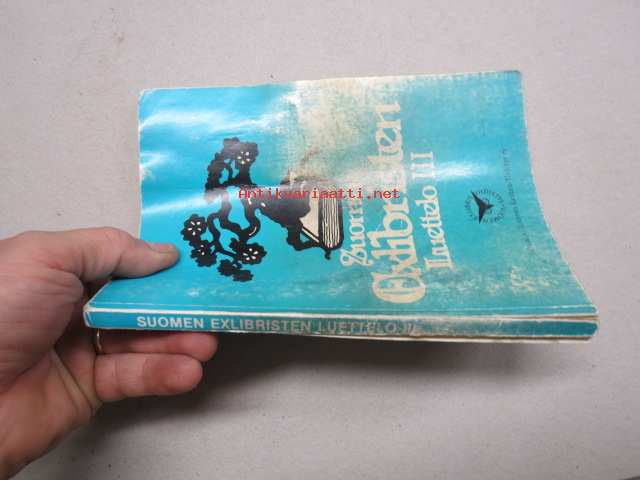 Suomen
Exlibristen
Luettelo III
SUOMEN EXLIBRISTEN LUETTELO III
Antikvariaatti.net